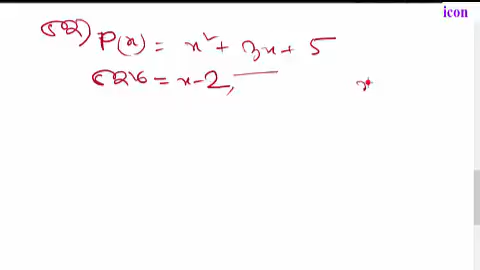 icon
P(x) = x² + 3x + 5
= x - 2,